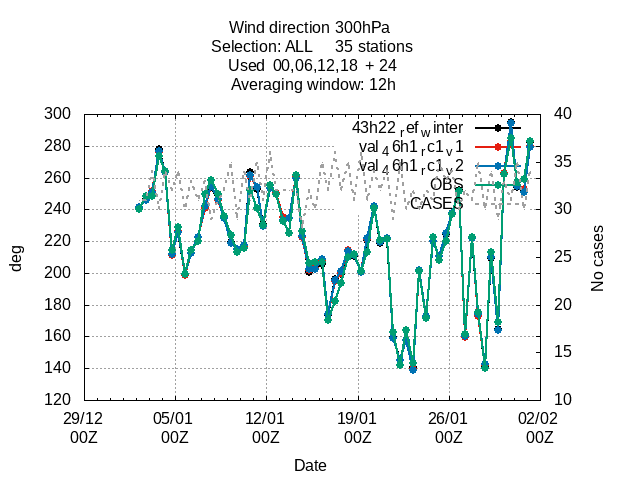 Wind direction 300hPa
Selection: ALL 35 stations
Used 00,06,12,18 + 24
Averaging window: 12h
300
280
260
240
220
200
180
160
140
120
40
35
30
25
20
15
10
deg
No cases
43h22_refwinter
val_46h1_rc1_v1
val_46h1_rc1_v2
OBS
CASES
29/12 05/01 12/01 19/01 26/01 02/02
00Z 00Z 00Z 00Z 00Z 00Z
Date